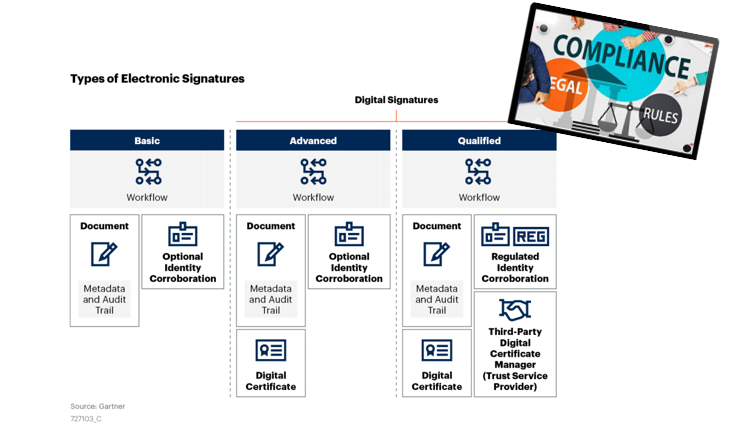 COMPLIANCE
EGAL
RULES
Types of Electronic Signatures
Digital Signatures
Basic
Workflow
Document
Metadata
and Audit
Trail
Optional
Identity
Corroboration
Advanced
Workflow
Document
Metadata
and Audit
Trail
Optional
Identity
Corroboration
Digital
Certificate
Qualified
Workflow
Document
Metadata
and Audit
Trail
REG
Regulated
Identity
Corroboration
Digital
Certificate
Third-Party
Digital
Certificate
Manager
(Trust Service
Provider)
Source: Gartner
727103_C